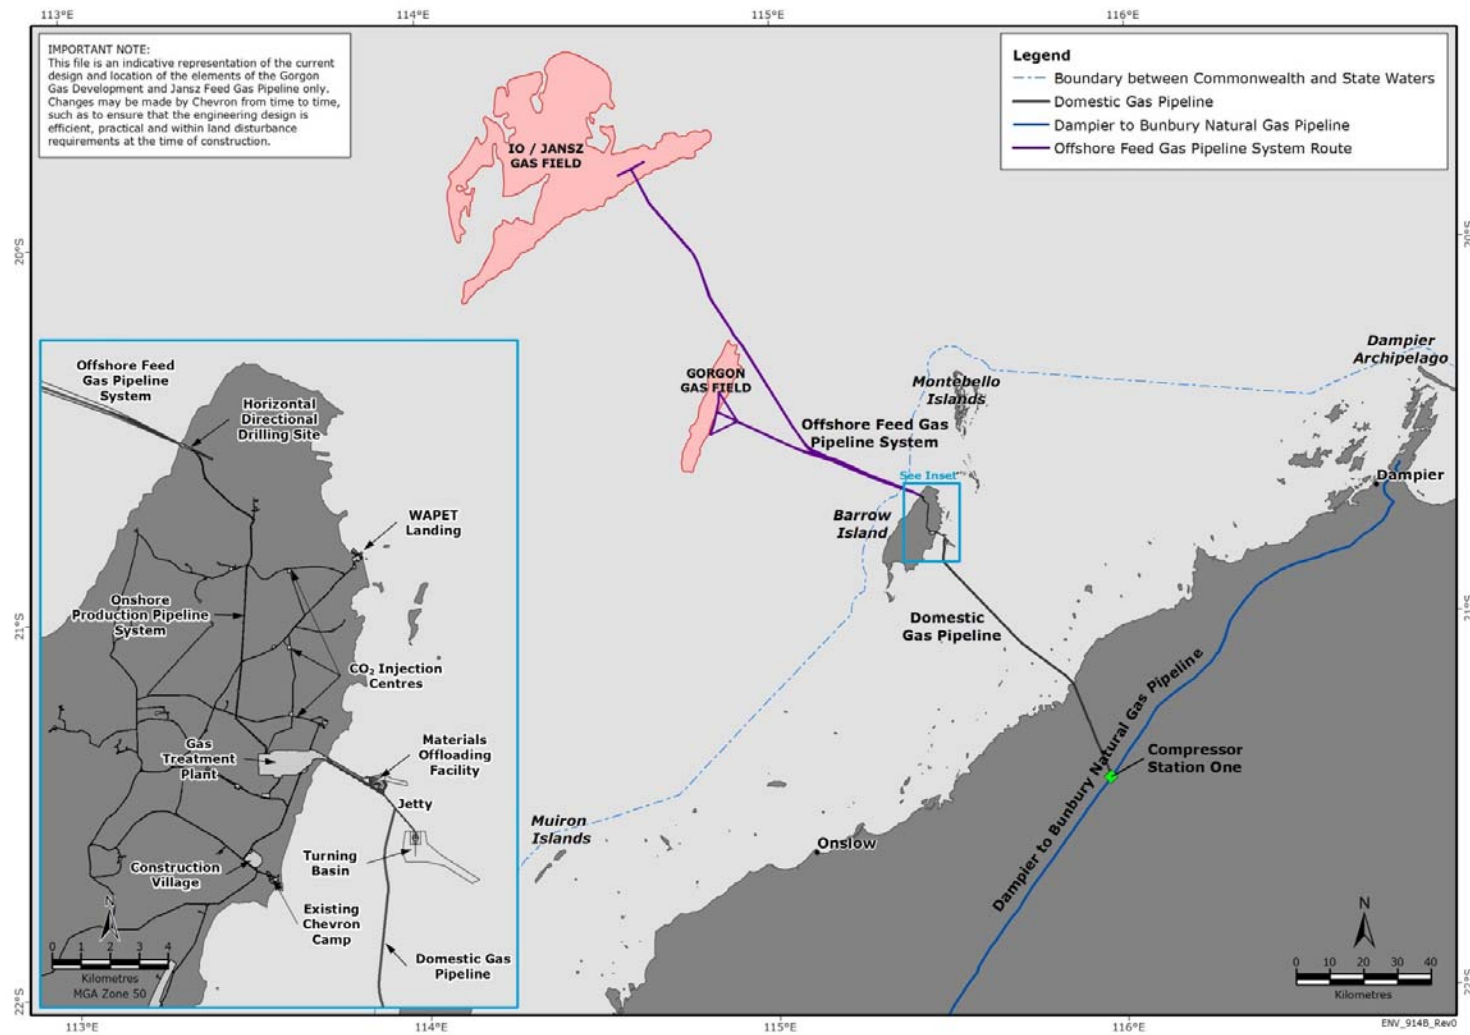 113°E
114°E
115°E
116°E
IMPORTANT NOTE:
This file is an indicative representation of the current
design and location of the elements of the Gorgon
Gas Development and Jansz Feed Gas Pipeline only.
Changes may be made by Chevron from time to time,
such as to ensure that the engineering design is
efficient, practical and within land disturbance
requirements at the time of construction.
Legend
Boundary between Commonwealth and State Waters
Domestic Gas Pipeline
Dampier to Bunbury Natural Gas Pipeline
Offshore Feed Gas Pipeline System Route
IO / JANSZ
GAS FIELD
20°S
20°S
GORGON
GAS FIELD
Offshore Feed Gas
Pipeline System
See Inset
Montebello
Islands
Dampier
Archipelago
Dampier
Barrow
Island
Domestic
Gas Pipeline
21°S
21°S
Dampier to Bunbury Natural Gas Pipeline
Compressor
Station One
Muiron
Islands
Onslow
Offshore Feed
Gas Pipeline
System
Horizontal
Directional
Drilling Site
WAPET
Landing
Onshore
Production Pipeline
System
CO₂ Injection
Centres
Gas
Treatment
Plant
Materials
Offloading
Facility
Jetty
Turning
Basin
Construction
Village
Existing
Chevron
Camp
Domestic Gas
Pipeline
N
0 1 2 3 4
Kilometres
MGA Zone 50
N
0 10 20 30 40
Kilometres
22°S
22°S
113°E
114°E
115°E
116°E
ENV_914B_Rev0